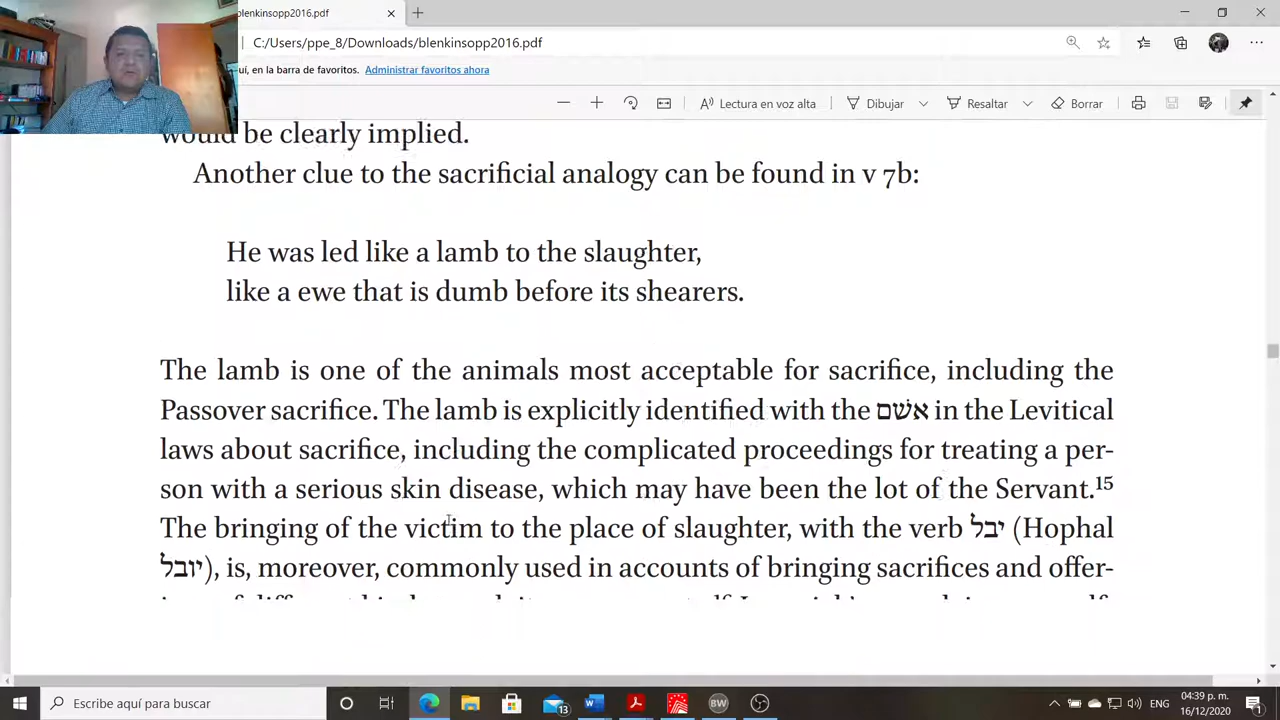 blenkinsopp2016.pdf
C:/Users/ppe_8/Downloads/blenkinsopp2016.pdf
uí, en la barra de favoritos. Administrar favoritos ahora
Lectura en voz alta Dibujar Resaltar Borrar
would be clearly implied.
Another clue to the sacrificial analogy can be found in v 7b:
He was led like a lamb to the slaughter,
like a ewe that is dumb before its shearers.
The lamb is one of the animals most acceptable for sacrifice, including the
Passover sacrifice. The lamb is explicitly identified with the אשׁם in the Levitical
laws about sacrifice, including the complicated proceedings for treating a per-
son with a serious skin disease, which may have been the lot of the Servant.¹⁵
The bringing of the victim to the place of slaughter, with the verb יבל (Hophal
יובל), is, moreover, commonly used in accounts of bringing sacrifices and offer-
Escribe aquí para buscar
13
BW
ENG
04:39 p. m.
16/12/2020
1